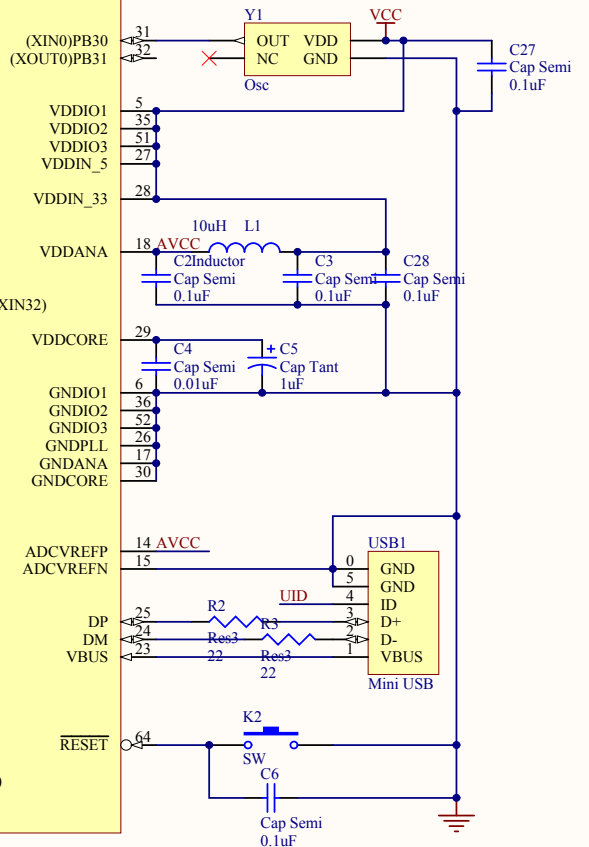 Y1
VCC
(XIN0)PB30 31
OUT VDD
(XOUT0)PB31 32
NC GND
C27
Cap Semi
0.1uF
Osc
VDDIO1 5
VDDIO2 35
VDDIO3 51
VDDIN_5 27
VDDIN_33 28
10uH L1
VDDANA 18 AVCC
C2 Inductor C3 C28
Cap Semi Cap Semi Cap Semi
0.1uF 0.1uF 0.1uF
XIN32)
VDDCORE 29
C4 + C5
Cap Semi Cap Tant
0.01uF 1uF
GNDIO1 6
GNDIO2 36
GNDIO3 52
GNDPLL 26
GNDANA 17
GNDCORE 30
USB1
ADCVREFP 14 AVCC
ADCVREFN 15
0 GND
5 GND
UID 4 ID
R2
DP 25
3 D+
R3
DM 24
Res3
2 D-
VBUS 23
22
Res3
1 VBUS
22
Mini USB
K2
RESET 64
SW
C6
)
Cap Semi
0.1uF